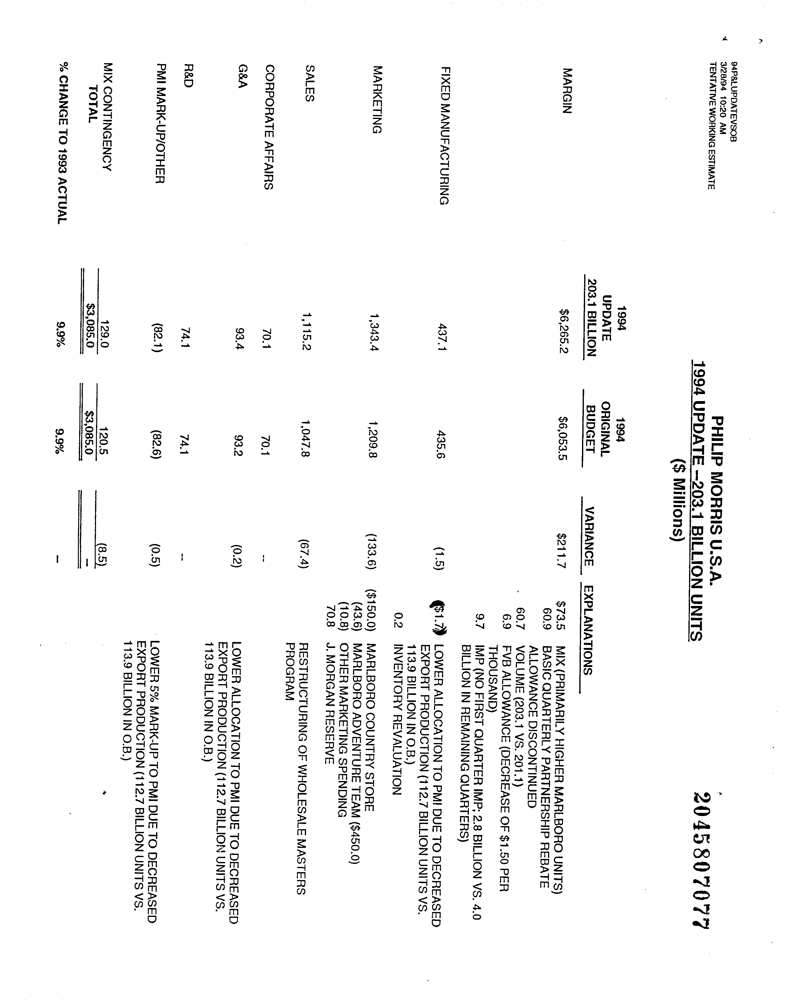 94P&LUPDATEVSOB
3/28/94 10:20 AM
TENTATIVE WORKING ESTIMATE
PHILIP MORRIS U.S.A.
1994 UPDATE --203.1 BILLION UNITS
($ Millions)
2045807077
1994 UPDATE 203.1 BILLION 1994 ORIGINAL BUDGET VARIANCE EXPLANATIONS
MARGIN $6,265.2 $6,053.5 $211.7 $73.5 MIX (PRIMARILY HIGHER MARLBORO UNITS)
60.9 BASIC QUARTERLY PARTNERSHIP REBATE
ALLOWANCE DISCONTINUED
60.7 VOLUME (203.1 VS. 201.1)
6.9 FVB ALLOWANCE (DECREASE OF $1.50 PER
THOUSAND)
9.7 IMP (NO FIRST QUARTER IMP; 2.8 BILLION VS. 4.0
BILLION IN REMAINING QUARTERS)
FIXED MANUFACTURING 437.1 435.6 (1.5) ($1.7) LOWER ALLOCATION TO PMI DUE TO DECREASED
EXPORT PRODUCTION (112.7 BILLION UNITS VS.
113.9 BILLION IN O.B.)
0.2 INVENTORY REVALUATION
MARKETING 1,343.4 1,209.8 (133.6) ($150.0) MARLBORO COUNTRY STORE
(43.6) MARLBORO ADVENTURE TEAM ($450.0)
(10.8) OTHER MARKETING SPENDING
70.8 J. MORGAN RESERVE
SALES 1,115.2 1,047.8 (67.4) RESTRUCTURING OF WHOLESALE MASTERS
PROGRAM
CORPORATE AFFAIRS 70.1 70.1 --
G&A 93.4 93.2 (0.2) LOWER ALLOCATION TO PMI DUE TO DECREASED
EXPORT PRODUCTION (112.7 BILLION UNITS VS.
113.9 BILLION IN O.B.)
R&D 74.1 74.1 --
PMI MARK-UP/OTHER (82.1) (82.6) (0.5) LOWER 5% MARK-UP TO PMI DUE TO DECREASED
EXPORT PRODUCTION (112.7 BILLION UNITS VS.
113.9 BILLION IN O.B.)
MIX CONTINGENCY 129.0 120.5 (8.5)
TOTAL $3,085.0 $3,085.0 --
% CHANGE TO 1993 ACTUAL 9.9% 9.9% --